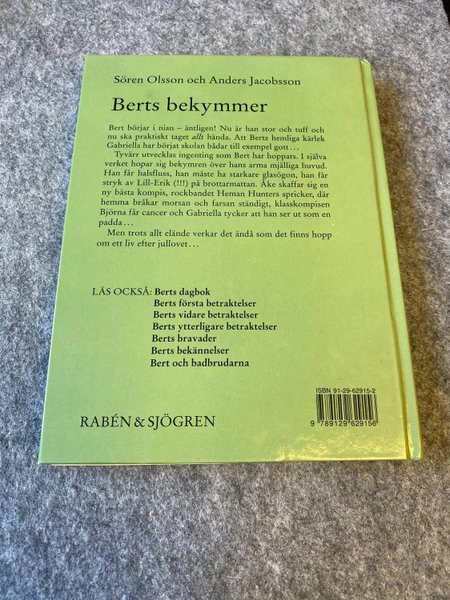 Sören Olsson och Anders Jacobsson
Berts bekymmer
Bert börjar i nian – äntligen! Nu är han stor och tuff och
nu ska praktiskt taget allt hända. Att Berts hemliga kärlek
Gabriella har börjat skolan bådar till exempel gott...
Tyvärr utvecklas ingenting som Bert har hoppats. I själva
verket hopar sig bekymren över hans arma mjälliga huvud.
Han får halsfluss, han måste ha starkare glasögon, han får
stryk av Lill-Erik (!!!) på brottarmattan. Åke skaffar sig en
ny bästa kompis, rockbandet Heman Hunters spricker, där
hemma bråkar morsan och farsan ständigt, klasskompisen
Björna får cancer och Gabriella tycker att han ser ut som en
padda...
Men trots allt elände verkar det ändå som det finns hopp
om ett liv efter jullovet...
LÄS OCKSÅ: Berts dagbok
Berts första betraktelser
Berts vidare betraktelser
Berts ytterligare betraktelser
Berts bravader
Berts bekännelser
Bert och badbrudarna
RABÉN & SJÖGREN
ISBN 91-29-62915-2
9 789129 629156